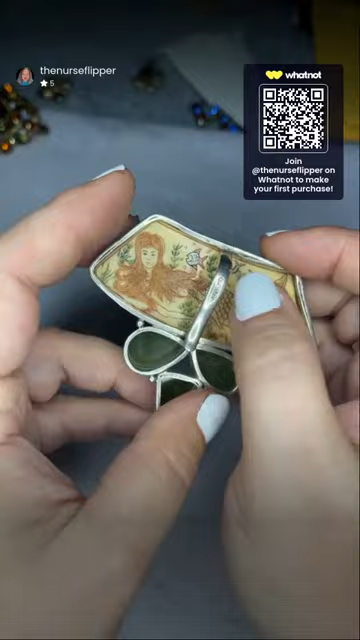 thenurseflipper
★ 5
whatnot
Join
@thenurseflipper on
Whatnot to make
your first purchase!